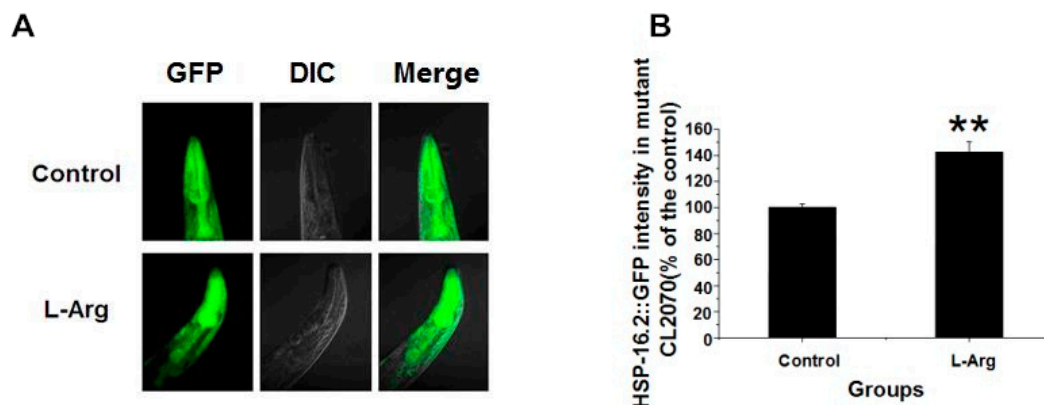 A
GFP DIC Merge
Control
L-Arg
B
HSP-16.2::GFP intensity in mutant
CL2070(% of the control)
160
140
120
100
80
60
40
20
0
**
Control L-Arg
Groups